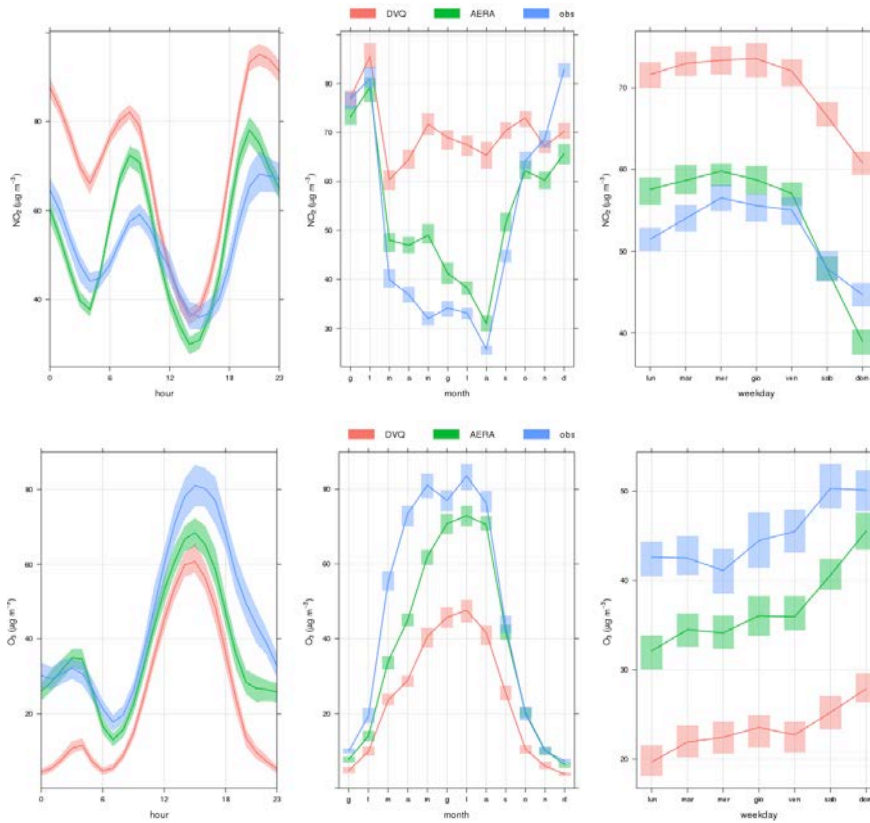 DVQ AERA obs
NO₂ (µg m⁻³)
80
60
40
0 6 12 18 23
hour
NO₂ (µg m⁻³)
90
80
70
60
50
40
30
g f m a m g l a s o n d
month
NO₂ (µg m⁻³)
70
60
50
40
lun mar mer gio ven sab dom
weekday
DVQ AERA obs
O₃ (µg m⁻³)
80
60
40
20
0 6 12 18 23
hour
O₃ (µg m⁻³)
80
60
40
20
g f m a m g l a s o n d
month
O₃ (µg m⁻³)
50
40
30
20
lun mar mer gio ven sab dom
weekday